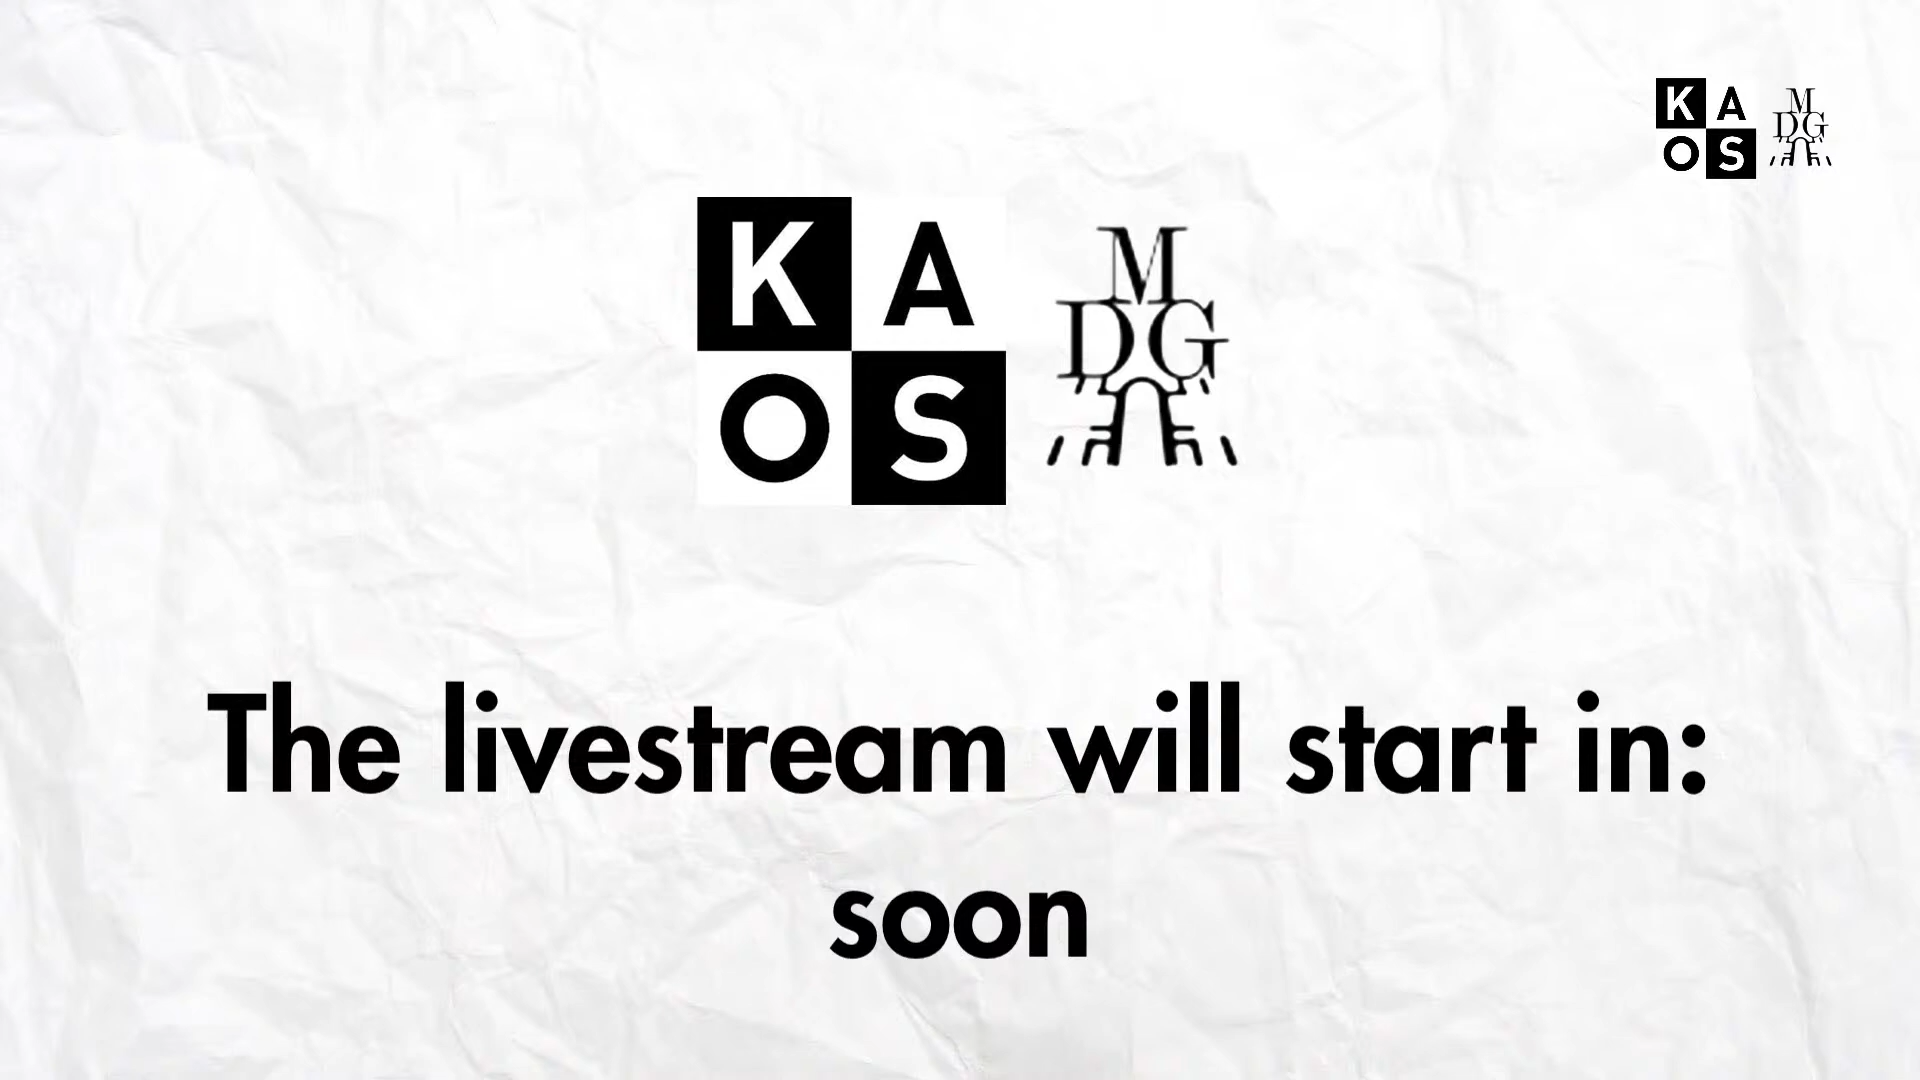 K A
O S
M
DG
K A
O S
M
DG
The livestream will start in:
soon